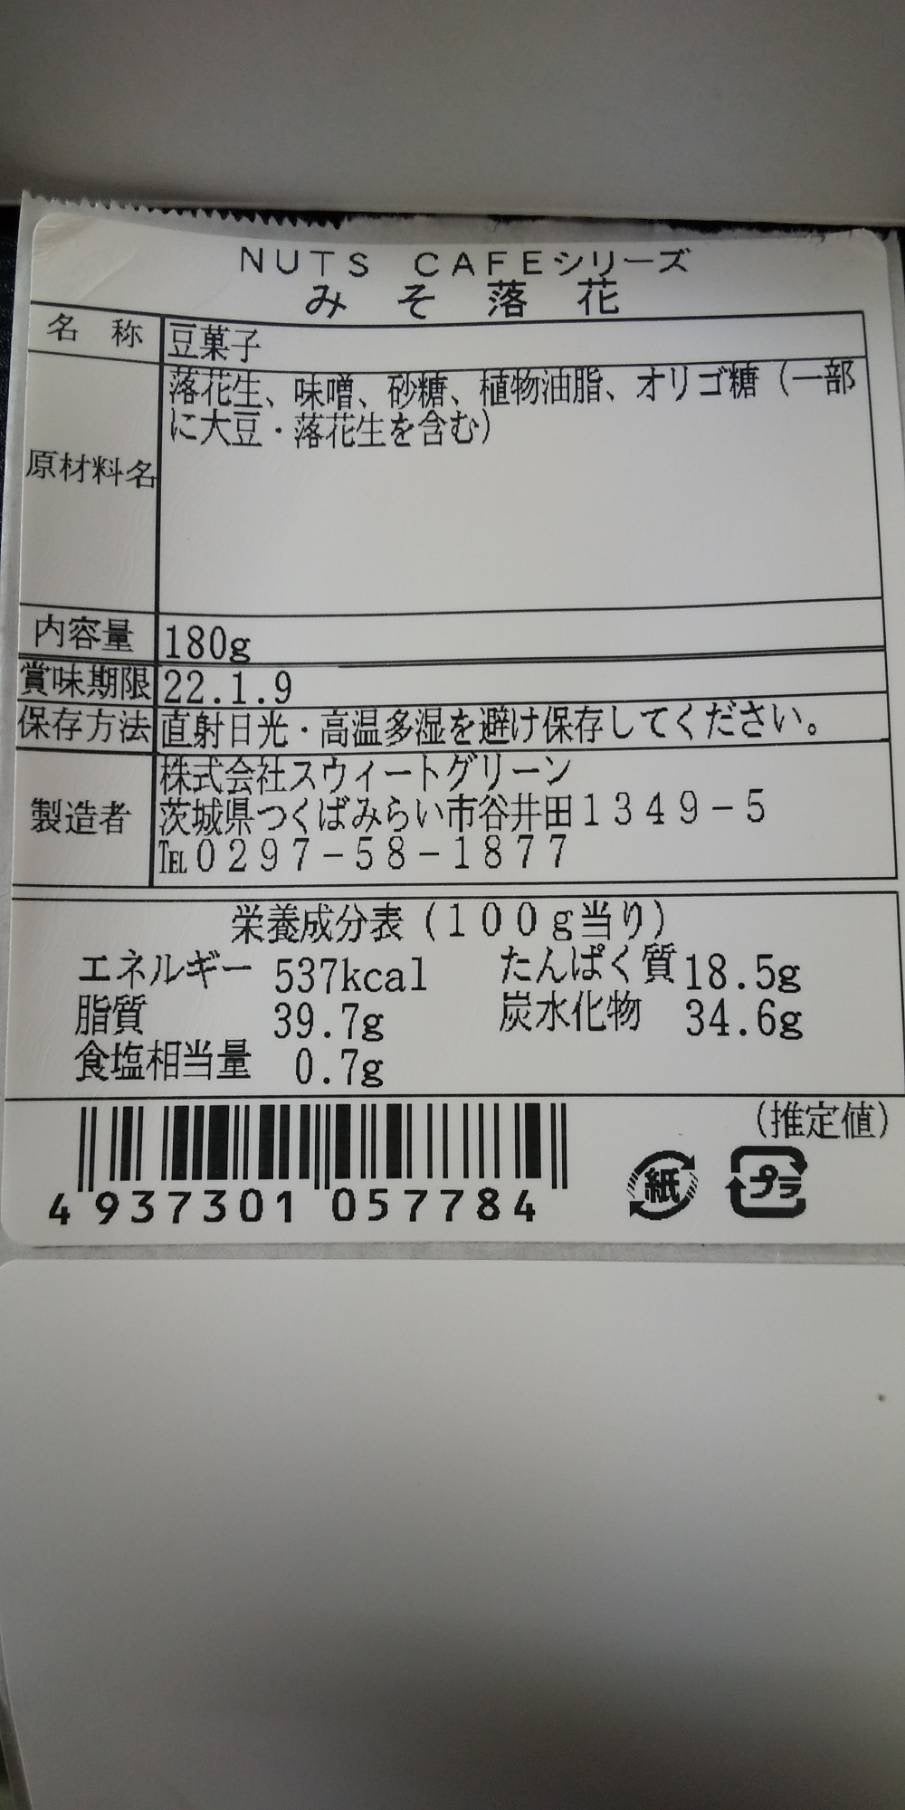 NUTS CAFEシリーズ
みそ落花
名称 豆菓子
原材料名 落花生、味噌、砂糖、植物油脂、オリゴ糖（一部
に大豆・落花生を含む）
内容量 180g
賞味期限 22.1.9
保存方法 直射日光・高温多湿を避け保存してください。
製造者 株式会社スウィートグリーン
茨城県つくばみらい市谷井田1349-5
℡0297-58-1877
栄養成分表（100g当り）
エネルギー 537kcal たんぱく質 18.5g
脂質 39.7g 炭水化物 34.6g
食塩相当量 0.7g
（推定値）
4 937301 057784 紙 プラ